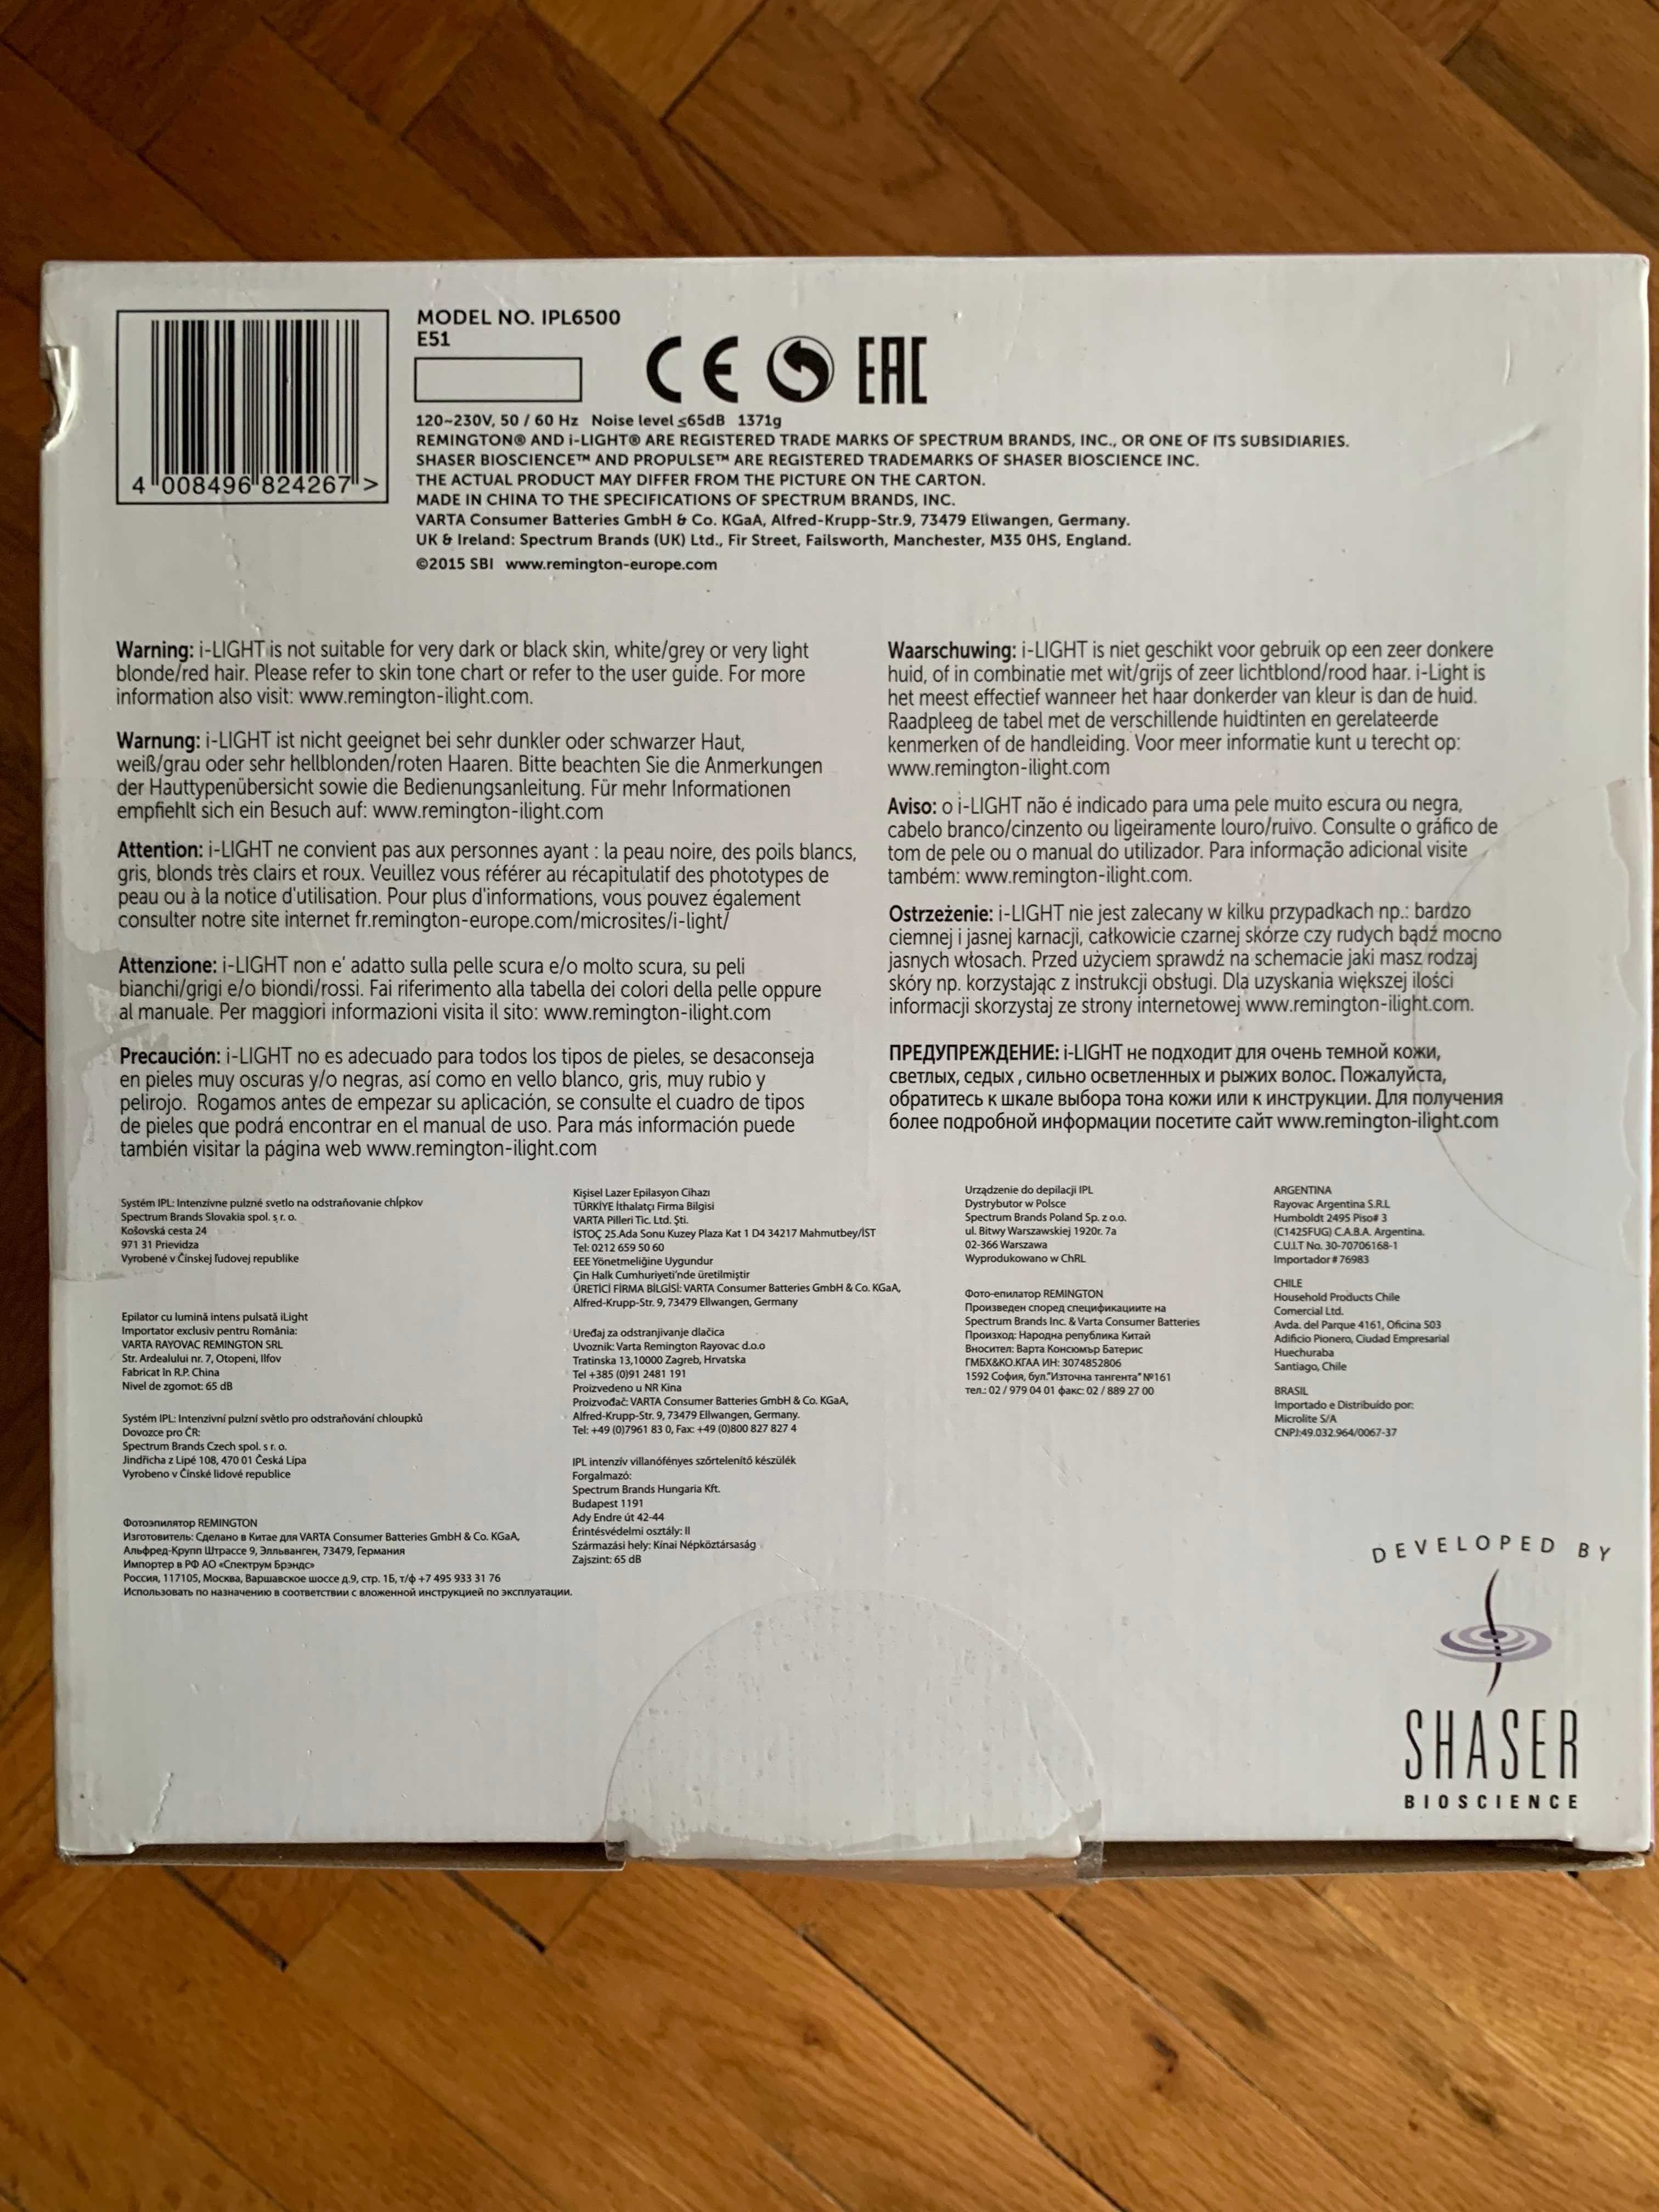 4 008496 824267 >
MODEL NO. IPL6500
E51
CE EAC
120~230V, 50 / 60 Hz Noise level ≤65dB 1371g
REMINGTON® AND i-LIGHT® ARE REGISTERED TRADE MARKS OF SPECTRUM BRANDS, INC., OR ONE OF ITS SUBSIDIARIES.
SHASER BIOSCIENCE™ AND PROPULSE™ ARE REGISTERED TRADEMARKS OF SHASER BIOSCIENCE INC.
THE ACTUAL PRODUCT MAY DIFFER FROM THE PICTURE ON THE CARTON.
MADE IN CHINA TO THE SPECIFICATIONS OF SPECTRUM BRANDS, INC.
VARTA Consumer Batteries GmbH & Co. KGaA, Alfred-Krupp-Str.9, 73479 Ellwangen, Germany.
UK & Ireland: Spectrum Brands (UK) Ltd., Fir Street, Failsworth, Manchester, M35 0HS, England.
©2015 SBI www.remington-europe.com
Warning: i-LIGHT is not suitable for very dark or black skin, white/grey or very light
blonde/red hair. Please refer to skin tone chart or refer to the user guide. For more
information also visit: www.remington-ilight.com.
Warnung: i-LIGHT ist nicht geeignet bei sehr dunkler oder schwarzer Haut,
weiß/grau oder sehr hellblonden/roten Haaren. Bitte beachten Sie die Anmerkungen
der Hauttypenübersicht sowie die Bedienungsanleitung. Für mehr Informationen
empfiehlt sich ein Besuch auf: www.remington-ilight.com
Attention: i-LIGHT ne convient pas aux personnes ayant : la peau noire, des poils blancs,
gris, blonds très clairs et roux. Veuillez vous référer au récapitulatif des phototypes de
peau ou à la notice d'utilisation. Pour plus d'informations, vous pouvez également
consulter notre site internet fr.remington-europe.com/microsites/i-light/
Attenzione: i-LIGHT non e' adatto sulla pelle scura e/o molto scura, su peli
bianchi/grigi e/o biondi/rossi. Fai riferimento alla tabella dei colori della pelle oppure
al manuale. Per maggiori informazioni visita il sito: www.remington-ilight.com
Precaución: i-LIGHT no es adecuado para todos los tipos de pieles, se desaconseja
en pieles muy oscuras y/o negras, así como en vello blanco, gris, muy rubio y
pelirojo. Rogamos antes de empezar su aplicación, se consulte el cuadro de tipos
de pieles que podrá encontrar en el manual de uso. Para más información puede
también visitar la página web www.remington-ilight.com
Waarschuwing: i-LIGHT is niet geschikt voor gebruik op een zeer donkere
huid, of in combinatie met wit/grijs of zeer lichtblond/rood haar. i-Light is
het meest effectief wanneer het haar donkerder van kleur is dan de huid.
Raadpleeg de tabel met de verschillende huidtinten en gerelateerde
kenmerken of de handleiding. Voor meer informatie kunt u terecht op:
www.remington-ilight.com
Aviso: o i-LIGHT não é indicado para uma pele muito escura ou negra,
cabelo branco/cinzento ou ligeiramente louro/ruivo. Consulte o gráfico de
tom de pele ou o manual do utilizador. Para informação adicional visite
também: www.remington-ilight.com.
Ostrzeżenie: i-LIGHT nie jest zalecany w kilku przypadkach np.: bardzo
ciemnej i jasnej karnacji, całkowicie czarnej skórze czy rudych bądź mocno
jasnych włosach. Przed użyciem sprawdź na schemacie jaki masz rodzaj
skóry np. korzystając z instrukcji obsługi. Dla uzyskania większej ilości
informacji skorzystaj ze strony internetowej www.remington-ilight.com.
ПРЕДУПРЕЖДЕНИЕ: i-LIGHT не подходит для очень темной кожи,
светлых, седых , сильно осветленных и рыжих волос. Пожалуйста,
обратитесь к шкале выбора тона кожи или к инструкции. Для получения
более подробной информации посетите сайт www.remington-ilight.com
Systém IPL: Intenzívne pulzné svetlo na odstraňovanie chĺpkov
Spectrum Brands Slovakia spol. s r. o.
Košovská cesta 24
971 31 Prievidza
Vyrobené v Čínskej ľudovej republike
Epilator cu lumină intens pulsată iLight
Importator exclusiv pentru România:
VARTA RAYOVAC REMINGTON SRL
Str. Ardealului nr. 7, Otopeni, Ilfov
Fabricat în R.P. China
Nivel de zgomot: 65 dB
Systém IPL: Intenzivní pulzní světlo pro odstraňování chloupků
Dovozce pro ČR:
Spectrum Brands Czech spol. s r. o.
Jindřicha z Lipé 108, 470 01 Česká Lípa
Vyrobeno v Čínské lidové republice
Фотоэпилятор REMINGTON
Изготовитель: Сделано в Китае для VARTA Consumer Batteries GmbH & Co. KGaA,
Альфред-Крупп Штрассе 9, Элльванген, 73479, Германия
Импортер в РФ АО «Спектрум Брэндс»
Россия, 117105, Москва, Варшавское шоссе д.9, стр. 1Б, т/ф +7 495 933 31 76
Использовать по назначению в соответствии с вложенной инструкцией по эксплуатации.
Kişisel Lazer Epilasyon Cihazı
TÜRKİYE İthalatçı Firma Bilgisi
VARTA Pilleri Tic. Ltd. Şti.
İSTOÇ 25.Ada Sonu Kuzey Plaza Kat 1 D4 34217 Mahmutbey/İST
Tel: 0212 659 50 60
EEE Yönetmeliğine Uygundur
Çin Halk Cumhuriyeti'nde üretilmiştir
ÜRETİCİ FİRMA BİLGİSİ: VARTA Consumer Batteries GmbH & Co. KGaA,
Alfred-Krupp-Str. 9, 73479 Ellwangen, Germany
Uređaj za odstranjivanje dlačica
Uvoznik: Varta Remington Rayovac d.o.o
Tratinska 13,10000 Zagreb, Hrvatska
Tel +385 (0)91 2481 191
Proizvedeno u NR Kina
Proizvođač: VARTA Consumer Batteries GmbH & Co. KGaA,
Alfred-Krupp-Str. 9, 73479 Ellwangen, Germany.
Tel: +49 (0)7961 83 0, Fax: +49 (0)800 827 827 4
IPL intenzív villanófényes szőrtelenítő készülék
Forgalmazó:
Spectrum Brands Hungaria Kft.
Budapest 1191
Ady Endre út 42-44
Érintésvédelmi osztály: II
Származási hely: Kínai Népköztársaság
Zajszint: 65 dB
Urządzenie do depilacji IPL
Dystrybutor w Polsce
Spectrum Brands Poland Sp. z o.o.
ul. Bitwy Warszawskiej 1920r. 7a
02-366 Warszawa
Wyprodukowano w ChRL
Фото-епилатор REMINGTON
Произведен според спецификациите на
Spectrum Brands Inc. & Varta Consumer Batteries
Произход: Народна република Китай
Вносител: Варта Консюмър Батерис
ГМБХ&КО.КГАА ИН: 3074852806
1592 София, бул."Източна тангента" №161
тел.: 02 / 979 04 01 факс: 02 / 889 27 00
ARGENTINA
Rayovac Argentina S.R.L
Humboldt 2495 Piso# 3
(C1425FUG) C.A.B.A. Argentina.
C.U.I.T No. 30-70706168-1
Importador # 76983
CHILE
Household Products Chile
Comercial Ltd.
Avda. del Parque 4161, Oficina 503
Adificio Pionero, Ciudad Empresarial
Huechuraba
Santiago, Chile
BRASIL
Importado e Distribuído por:
Microlite S/A
CNPJ:49.032.964/0067-37
DEVELOPED BY
SHASER
BIOSCIENCE